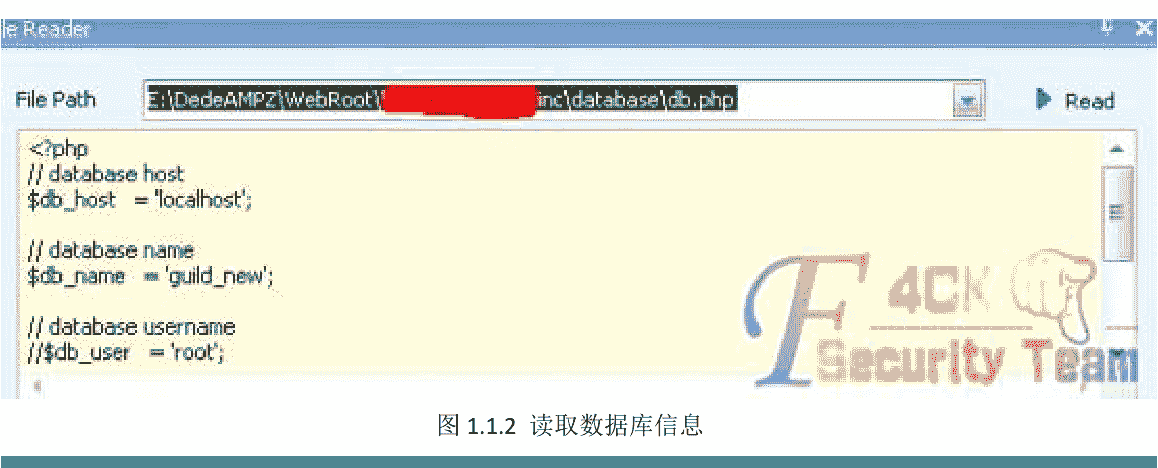 le Reader
File Path
E:\DedeAMPZ\WebRoot\
inc\database\db.php
Read
<?php
// database host
$db_host = 'localhost';
// database name
$db_name = 'guild_new';
// database username
//$db_user = 'root';
F4CK
Security Team
图 1.1.2 读取数据库信息